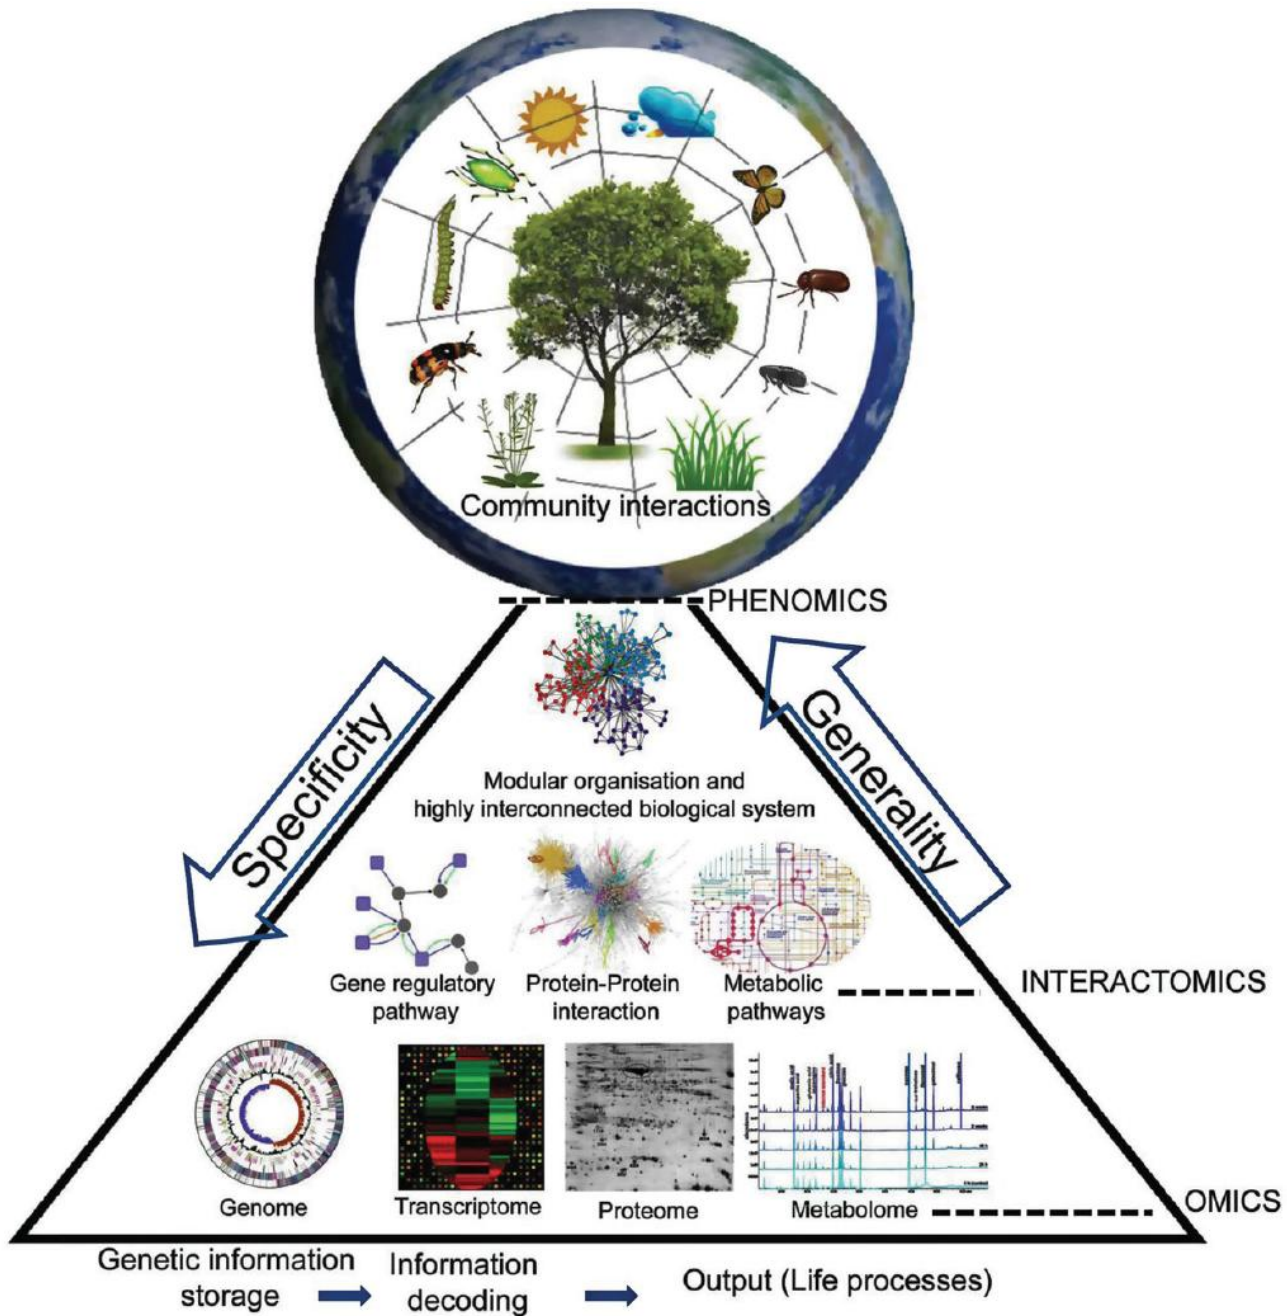 Community interactions
PHENOMICS
Specificity
Generality
Modular organisation and
highly interconnected biological system
Gene regulatory
pathway
Protein-Protein
interaction
Metabolic
pathways
INTERACTOMICS
Genome
Transcriptome
Proteome
Metabolome
OMICS
Genetic information
storage
Information
decoding
Output (Life processes)